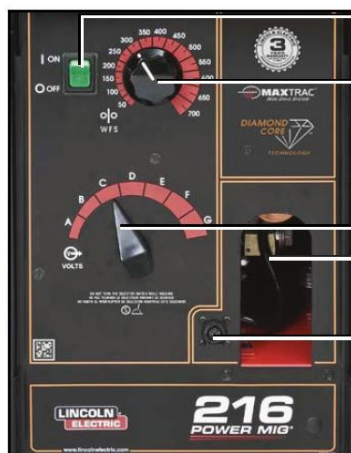 ON
OFF
50
100
150
200
250
300
350
400
450
500
550
600
650
700
WFS
3
YEAR
MAXTRAC
DIAMOND
CORE
TECHNOLOGY
A
B
C
D
E
F
G
VOLTS
LINCOLN
ELECTRIC
216
POWER MIG
www.lincolnelectric.com